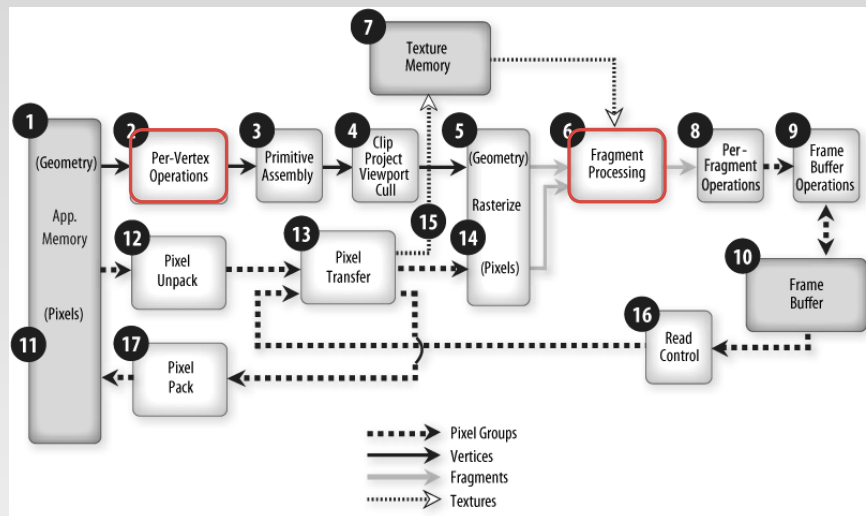 7
Texture
Memory
1
(Geometry)
App.
Memory
(Pixels)
11
2
Per-Vertex
Operations
3
Primitive
Assembly
4
Clip
Project
Viewport
Cull
5
(Geometry)
Rasterize
14
(Pixels)
6
Fragment
Processing
8
Per-
Fragment
Operations
9
Frame
Buffer
Operations
15
12
Pixel
Unpack
13
Pixel
Transfer
10
Frame
Buffer
16
Read
Control
17
Pixel
Pack
Pixel Groups
Vertices
Fragments
Textures